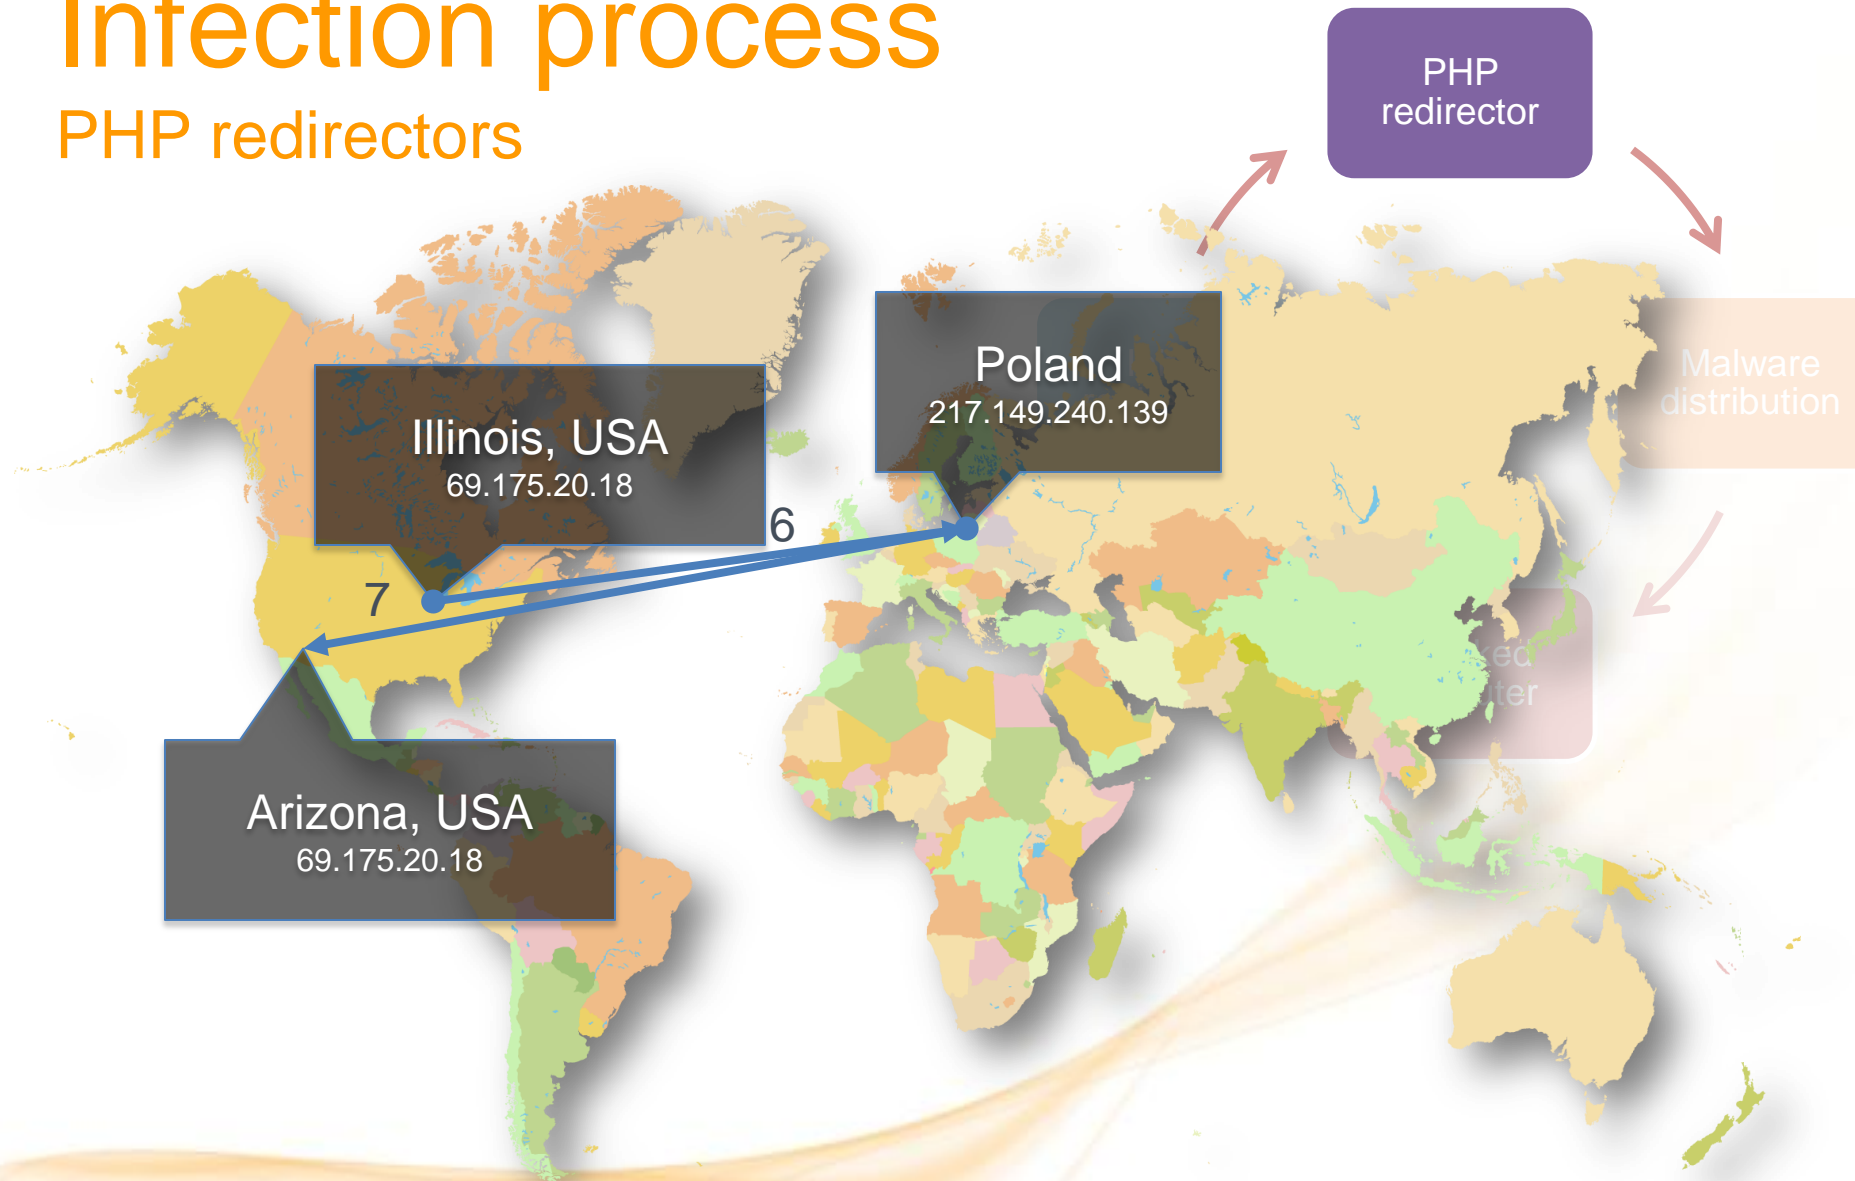 Infection process
PHP redirectors
PHP
redirector
Poland
217.149.240.139
Malware
distribution
Illinois, USA
69.175.20.18
6
7
Arizona, USA
69.175.20.18